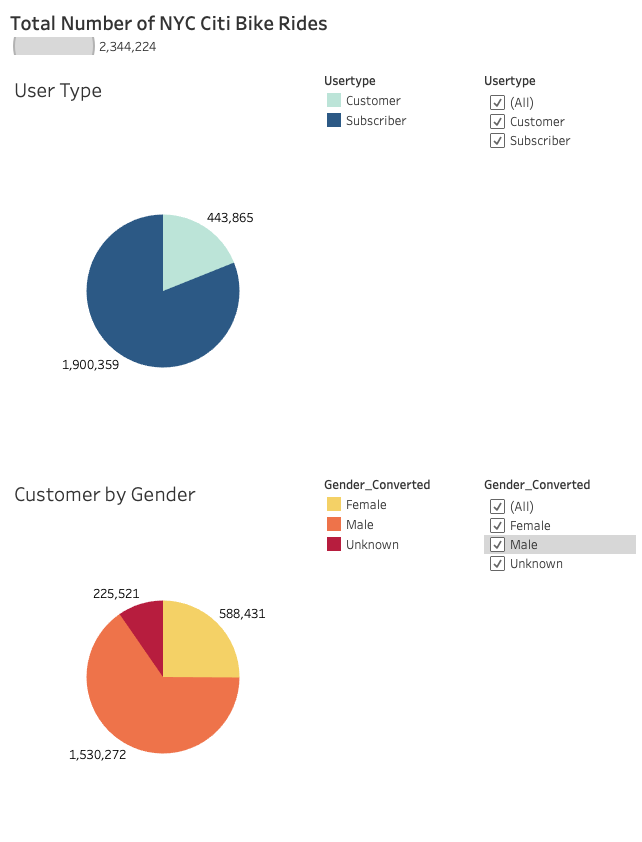 Total Number of NYC Citi Bike Rides
2,344,224
User Type
Usertype
Customer
Subscriber
Usertype
(All)
Customer
Subscriber
443,865
1,900,359
Customer by Gender
Gender_Converted
Female
Male
Unknown
Gender_Converted
(All)
Female
Male
Unknown
225,521
588,431
1,530,272